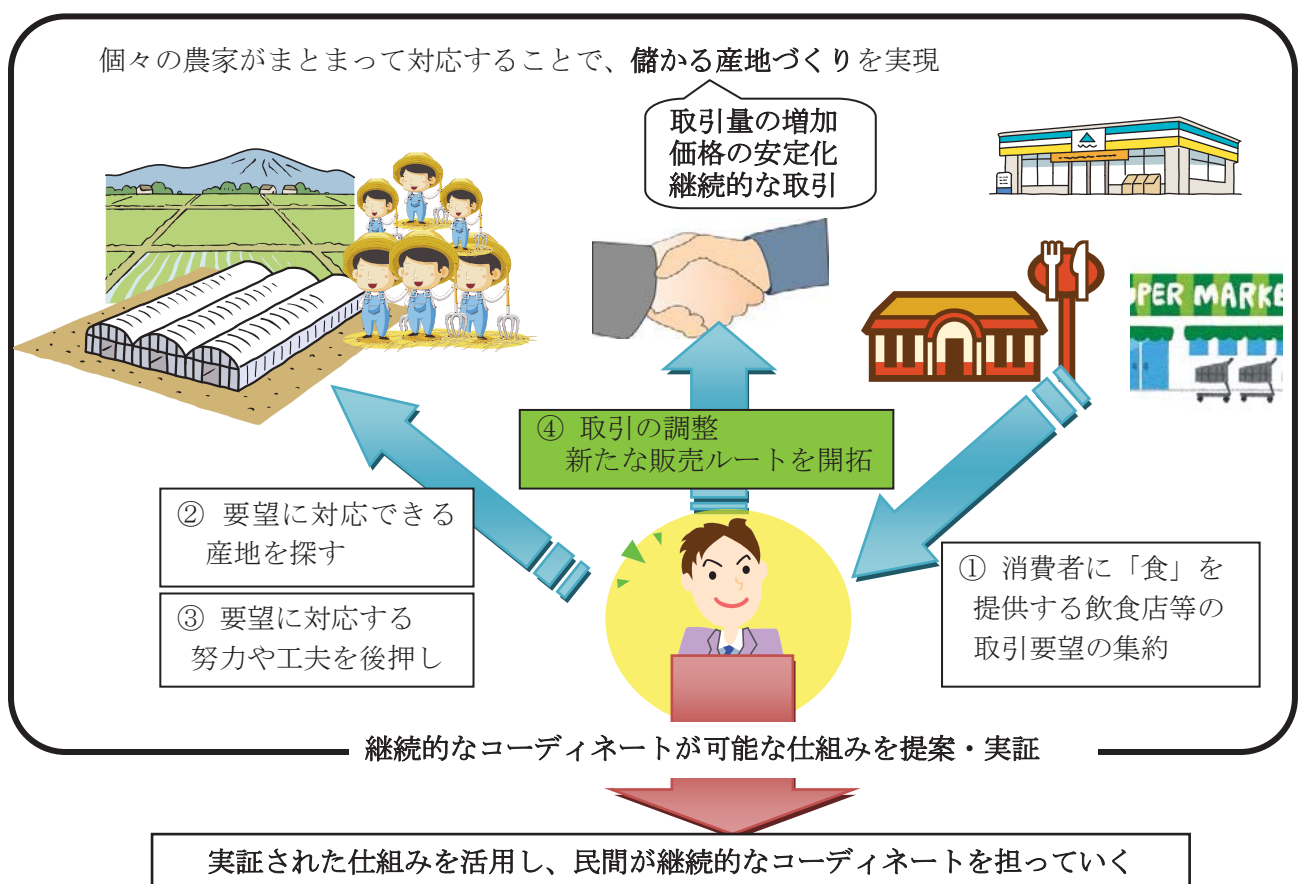 個々の農家がまとまって対応することで、儲かる産地づくりを実現
取引量の増加
価格の安定化
継続的な取引
PER MARKE
④ 取引の調整
新たな販売ルートを開拓
② 要望に対応できる
産地を探す
③ 要望に対応する
努力や工夫を後押し
① 消費者に「食」を
提供する飲食店等の
取引要望の集約
継続的なコーディネートが可能な仕組みを提案・実証
実証された仕組みを活用し、民間が継続的なコーディネートを担っていく